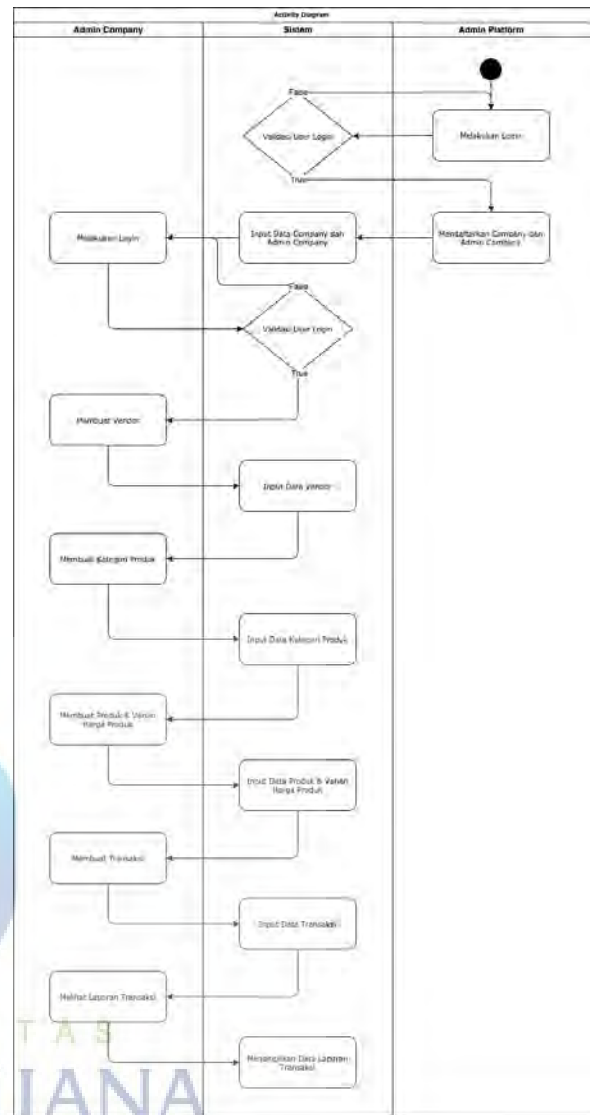 Activity Diagram
Admin Company
Sistem
Admin Platform
False
Validasi User Login
Melakukan Login
True
Melakukan Login
Input Data Company dan
Admin Company
Mendaftarkan Company dan
Admin Company
False
Validasi User Login
True
Membuat Vendor
Input Data Vendor
Membuat Kategori Produk
Input Data Kategori Produk
Membuat Produk & Varian
Harga Produk
Input Data Produk & Varian
Harga Produk
Membuat Transaksi
Input Data Transaksi
Melihat Laporan Transaksi
Menampilkan Data Laporan
Transaksi
TAS
IANA